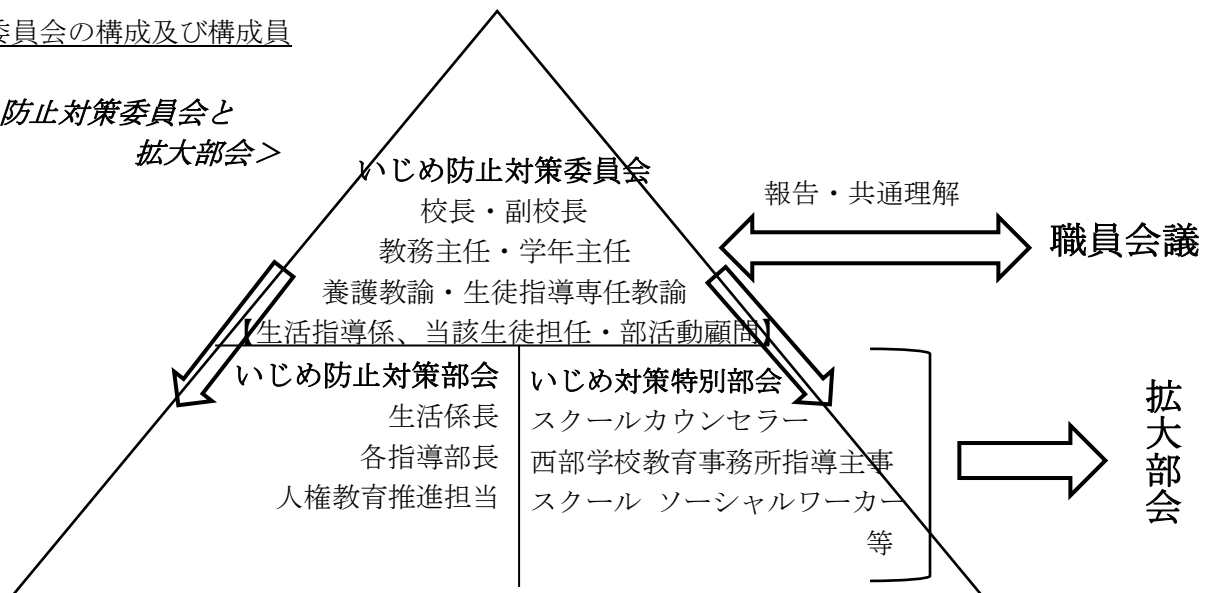 委員会の構成及び構成員
防止対策委員会と
拡大部会＞
いじめ防止対策委員会
校長・副校長
教務主任・学年主任
養護教諭・生徒指導専任教諭
【生活指導係、当該生徒担任・部活動顧問】
報告・共通理解
職員会議
いじめ防止対策部会
生活係長
各指導部長
人権教育推進担当
いじめ対策特別部会
スクールカウンセラー
西部学校教育事務所指導主事
スクール ソーシャルワーカー
等
拡大部会